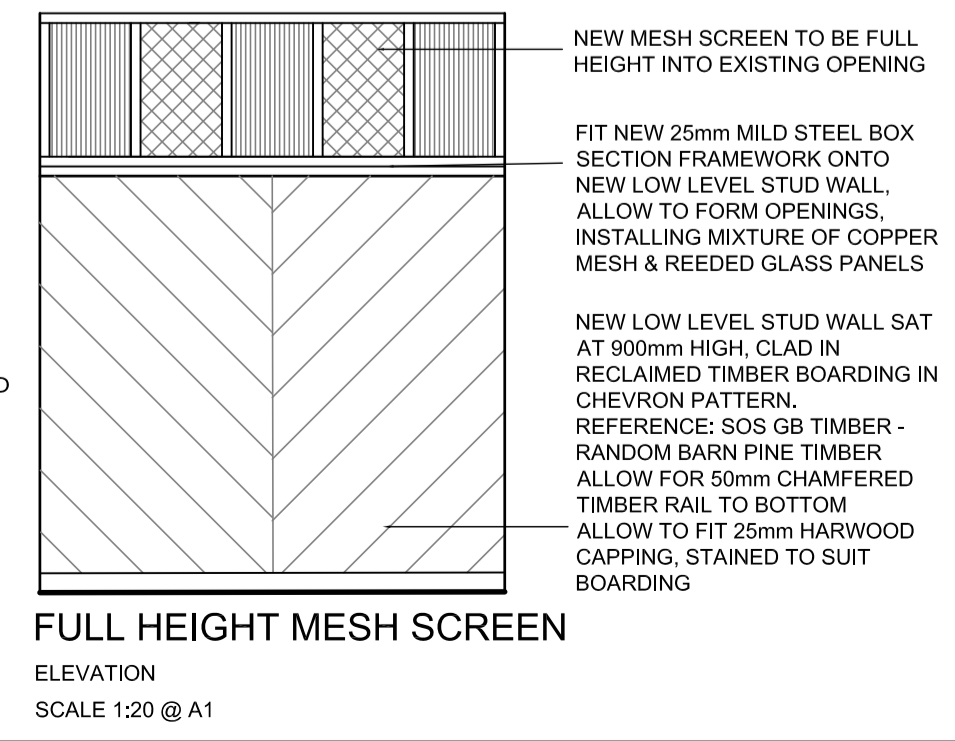 NEW MESH SCREEN TO BE FULL
HEIGHT INTO EXISTING OPENING
FIT NEW 25mm MILD STEEL BOX
SECTION FRAMEWORK ONTO
NEW LOW LEVEL STUD WALL,
ALLOW TO FORM OPENINGS,
INSTALLING MIXTURE OF COPPER
MESH & REEDED GLASS PANELS
NEW LOW LEVEL STUD WALL SAT
AT 900mm HIGH, CLAD IN
RECLAIMED TIMBER BOARDING IN
CHEVRON PATTERN.
REFERENCE: SOS GB TIMBER -
RANDOM BARN PINE TIMBER
ALLOW FOR 50mm CHAMFERED
TIMBER RAIL TO BOTTOM
ALLOW TO FIT 25mm HARWOOD
CAPPING, STAINED TO SUIT
BOARDING
FULL HEIGHT MESH SCREEN
ELEVATION
SCALE 1:20 @ A1